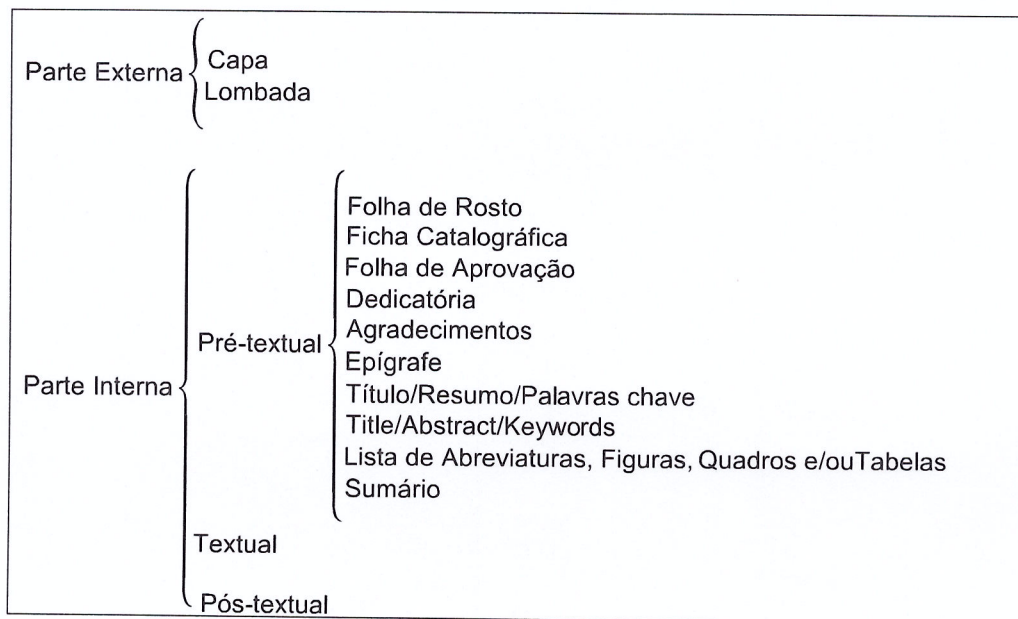 Parte Externa
Capa
Lombada
Parte Interna
Pré-textual
Folha de Rosto
Ficha Catalográfica
Folha de Aprovação
Dedicatória
Agradecimentos
Epígrafe
Título/Resumo/Palavras chave
Title/Abstract/Keywords
Lista de Abreviaturas, Figuras, Quadros e/ouTabelas
Sumário
Textual
Pós-textual